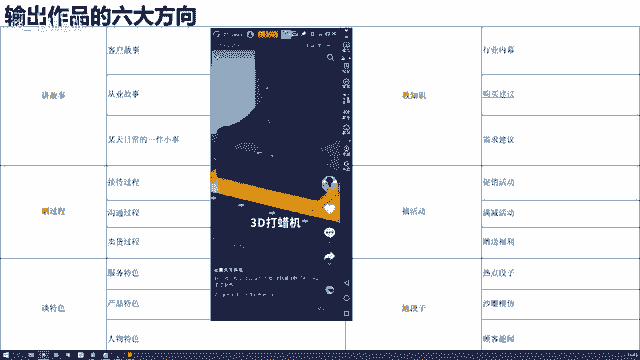 输出作品的六大方向
讲故事
客户故事
从业故事
某天日常的一件小事
晒过程
接待过程
沟通过程
卖货过程
谈特色
服务特色
产品特色
人物特色
3D打蜡机
教知识
行业内幕
购买建议
需求建议
搞活动
促销活动
满减活动
赠送福利
拍段子
热点段子
沙雕模仿
顾客趣闻